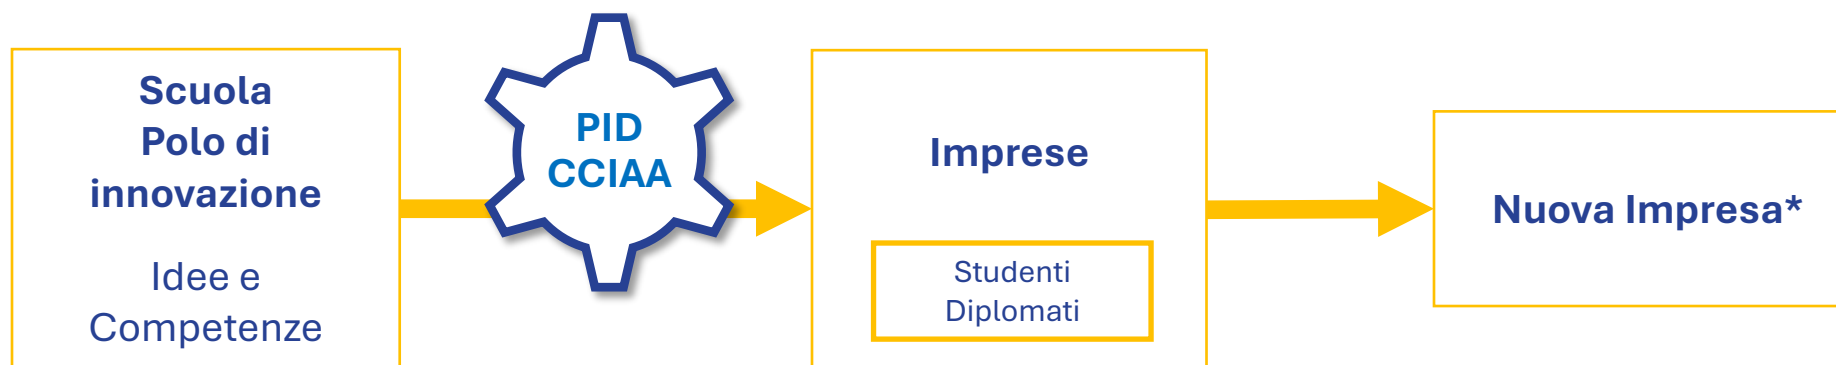 Scuola
Polo di
innovazione
Idee e
Competenze
PID
CCIAA
Imprese
Studenti
Diplomati
Nuova Impresa*